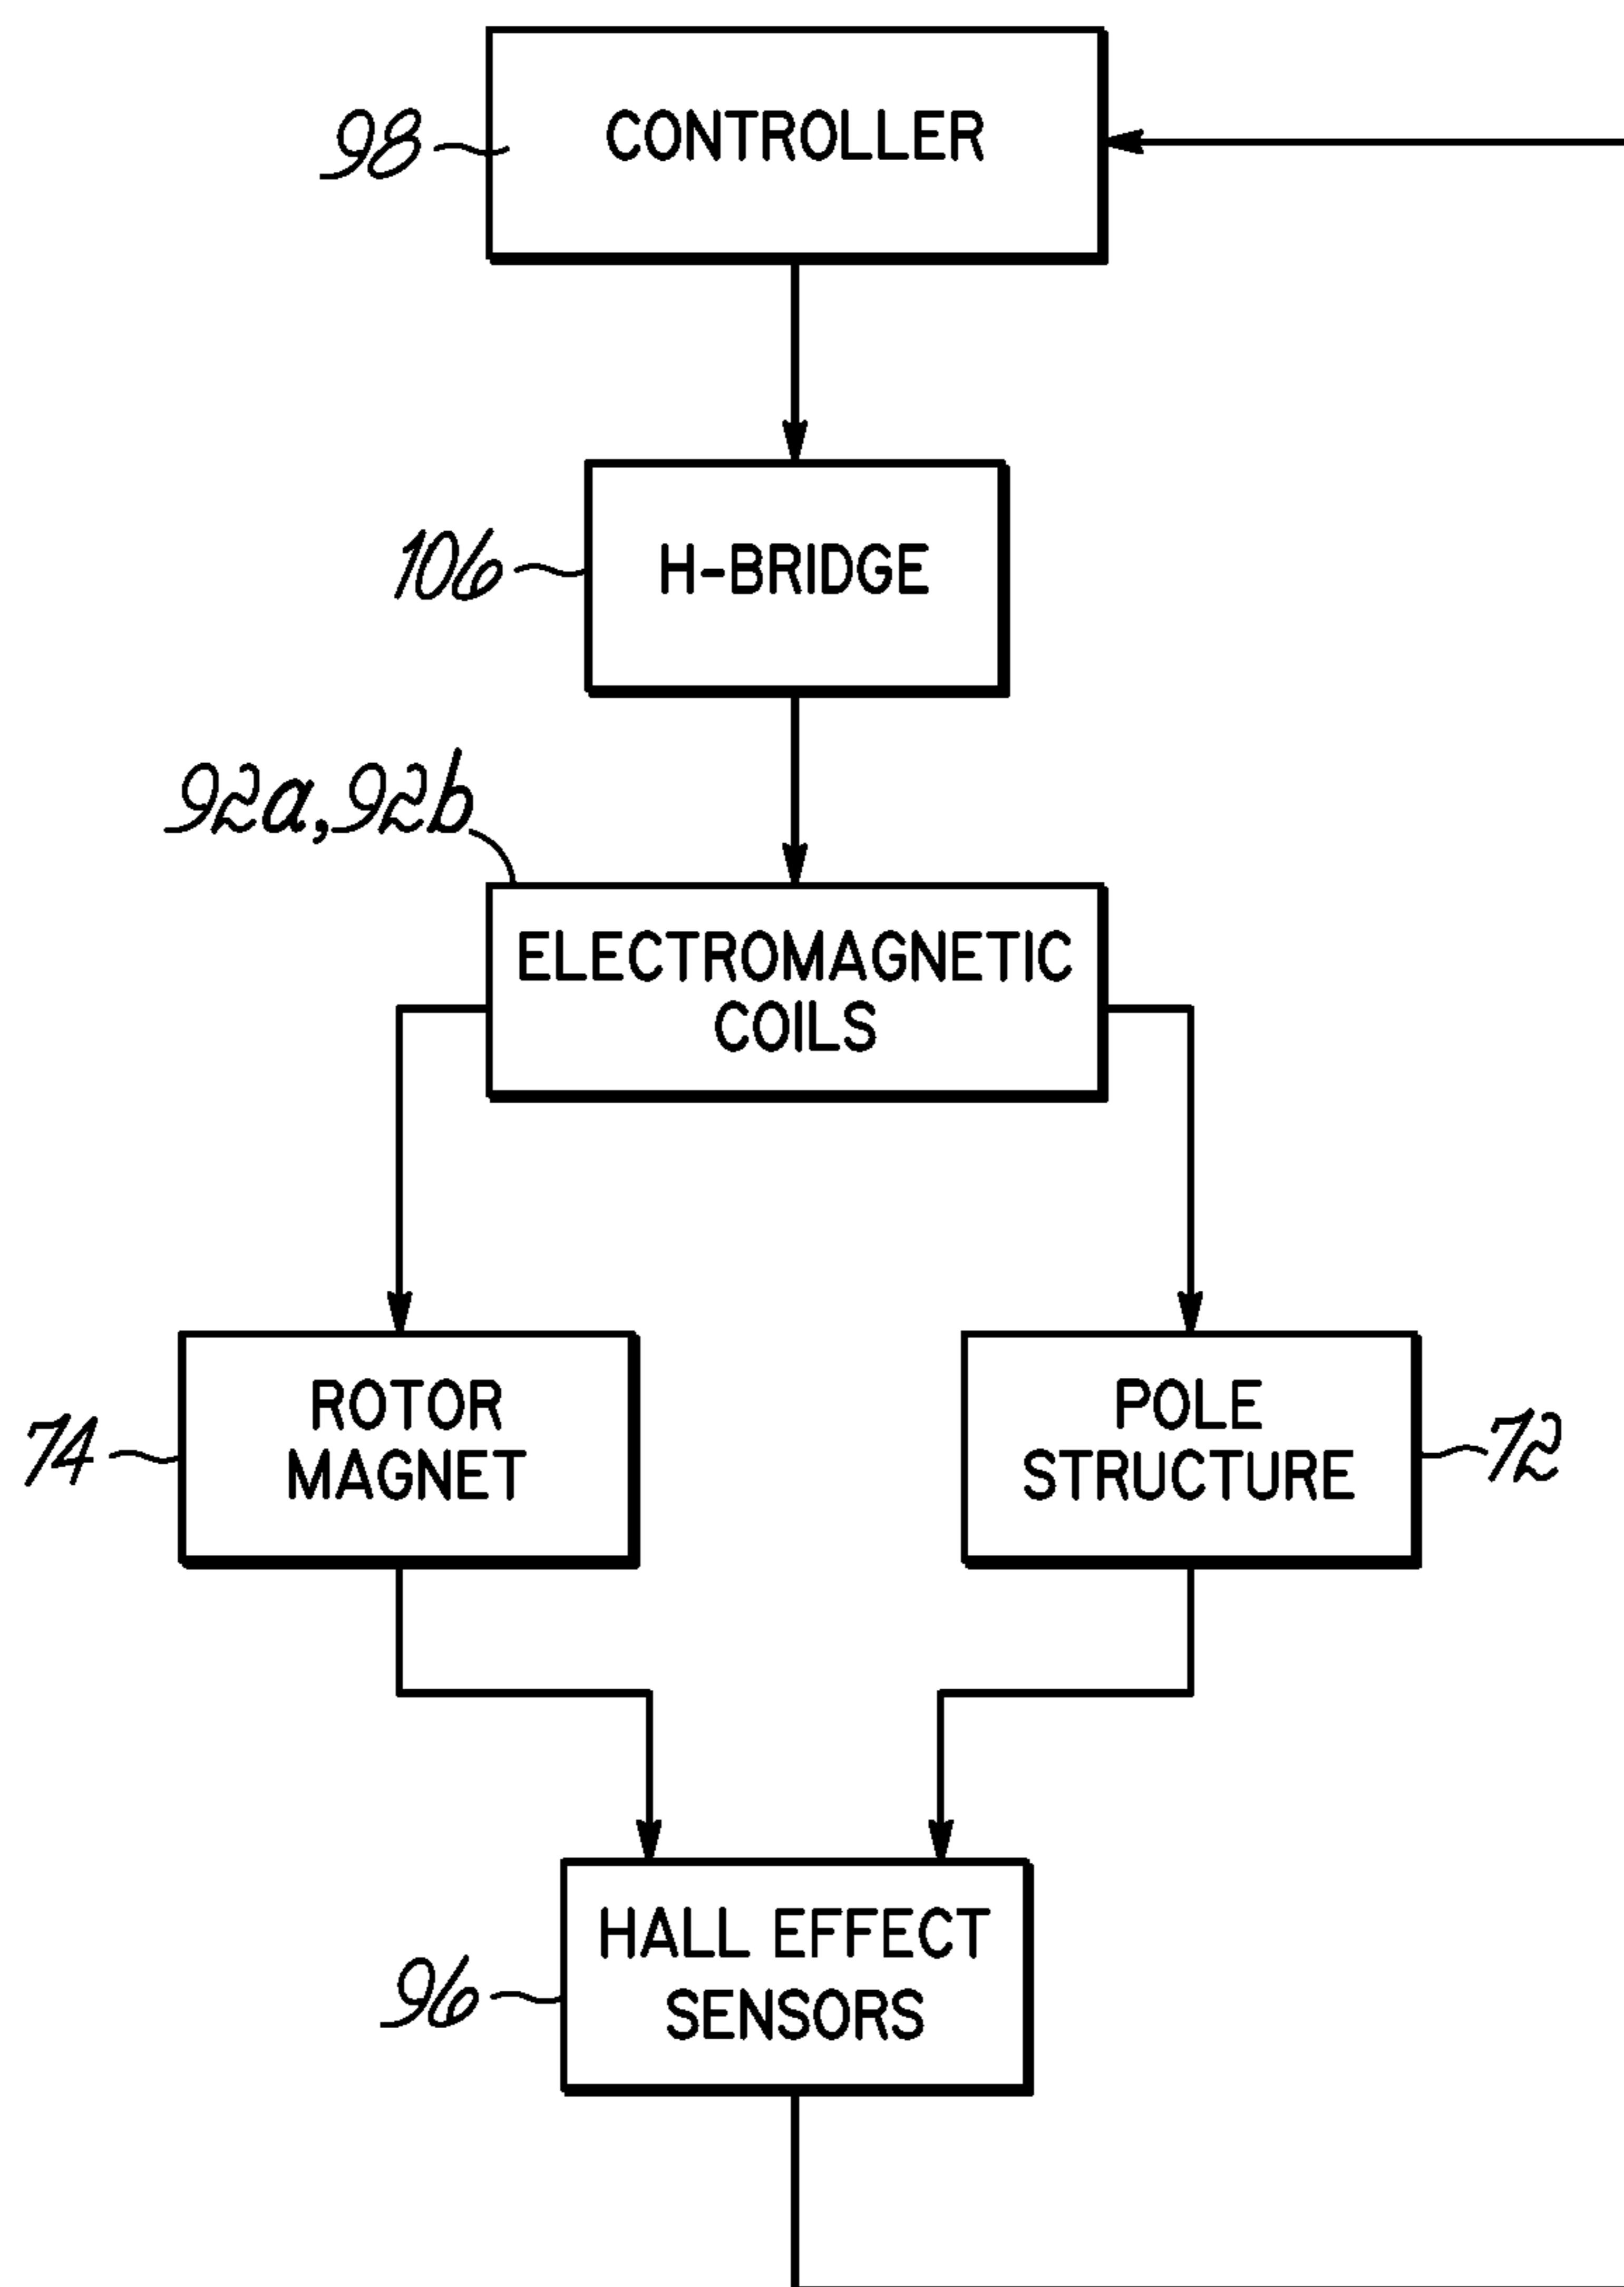 98
CONTROLLER
106
H-BRIDGE
92a, 92b
ELECTROMAGNETIC
COILS
74
ROTOR
MAGNET
POLE
STRUCTURE
72
96
HALL EFFECT
SENSORS